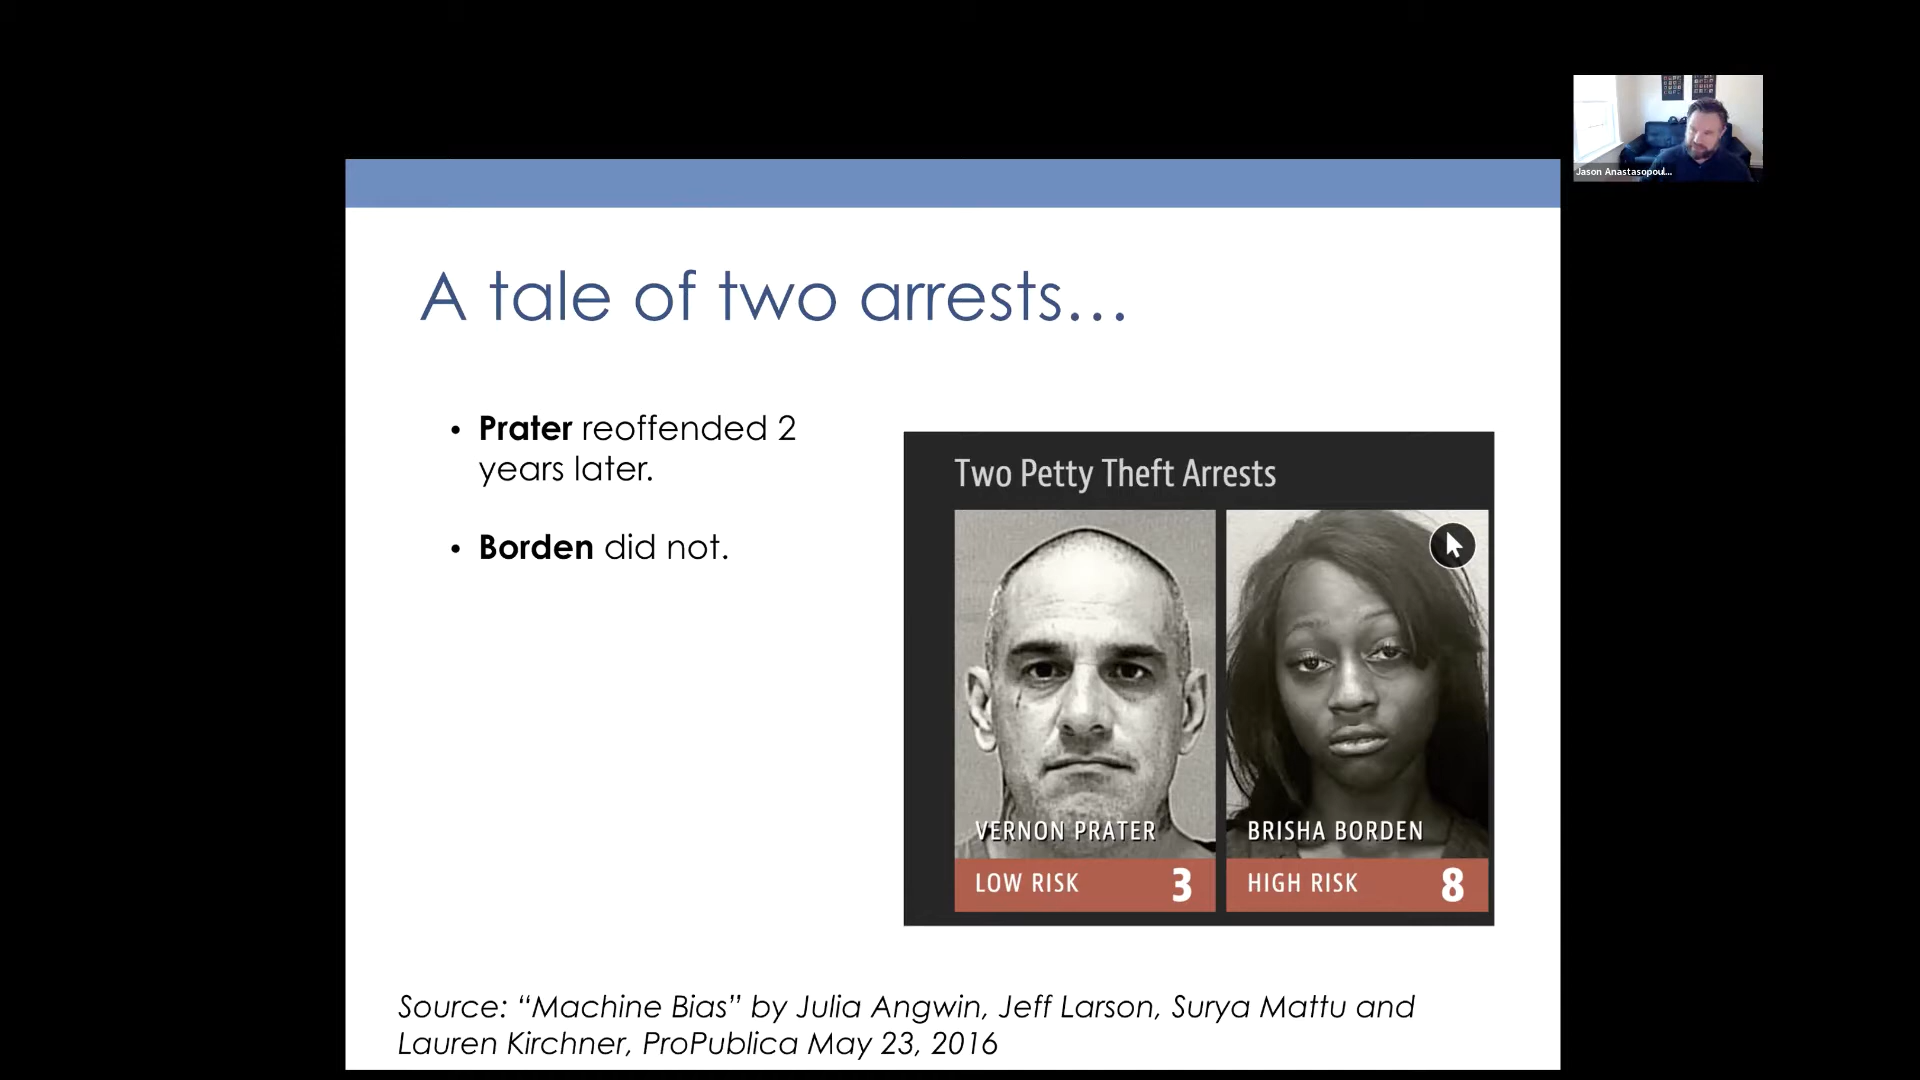 Jason Anastasopoul...
A tale of two arrests...
• Prater reoffended 2
years later.
• Borden did not.
Two Petty Theft Arrests
VERNON PRATER
BRISHA BORDEN
LOW RISK 3
HIGH RISK 8
Source: “Machine Bias” by Julia Angwin, Jeff Larson, Surya Mattu and
Lauren Kirchner, ProPublica May 23, 2016